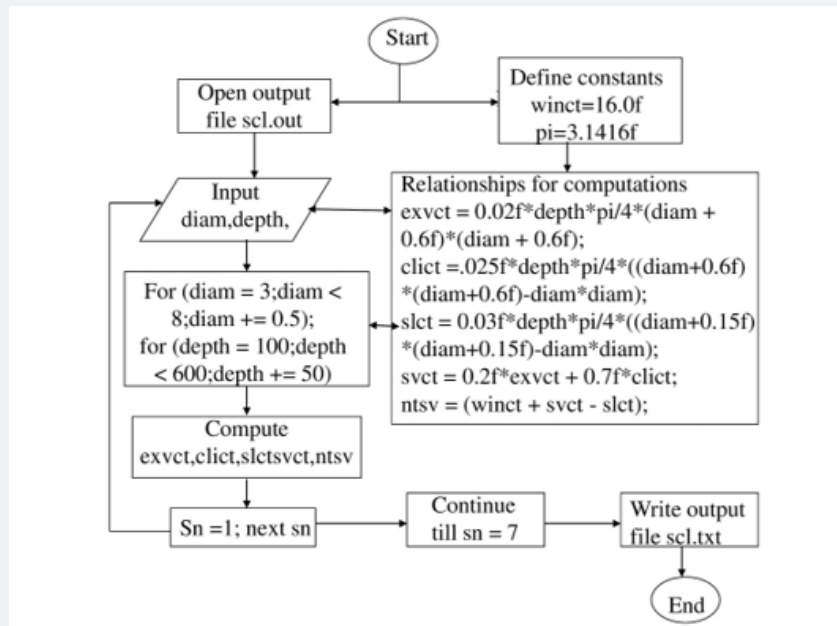 Start
Define constants
winct=16.0f
pi=3.1416f
Open output
file scl.out
Input
diam,depth,
Relationships for computations
exvct = 0.02f*depth*pi/4*(diam +
0.6f)*(diam + 0.6f);
clict =.025f*depth*pi/4*((diam+0.6f)
*(diam+0.6f)-diam*diam);
slct = 0.03f*depth*pi/4*((diam+0.15f)
*(diam+0.15f)-diam*diam);
svct = 0.2f*exvct + 0.7f*clict;
ntsv = (winct + svct - slct);
For (diam = 3;diam <
8;diam += 0.5);
for (depth = 100;depth
< 600;depth += 50)
Compute
exvct,clict,slctsvct,ntsv
Sn =1; next sn
Continue
till sn = 7
Write output
file scl.txt
End